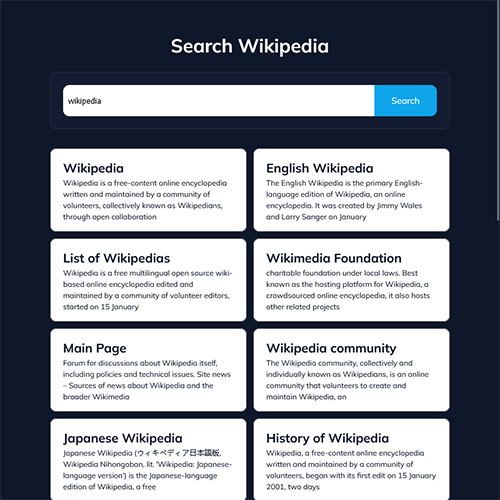 Search Wikipedia
wikipedia
Search
Wikipedia
Wikipedia is a free-content online encyclopedia
written and maintained by a community of
volunteers, collectively known as Wikipedians,
through open collaboration
English Wikipedia
The English Wikipedia is the primary English-
language edition of Wikipedia, an online
encyclopedia. It was created by Jimmy Wales
and Larry Sanger on January
List of Wikipedias
Wikipedia is a free multilingual open source wiki-
based online encyclopedia edited and
maintained by a community of volunteer editors,
started on 15 January
Wikimedia Foundation
charitable foundation under local laws. Best
known as the hosting platform for Wikipedia, a
crowdsourced online encyclopedia, it also hosts
other related projects
Main Page
Forum for discussions about Wikipedia itself,
including policies and technical issues. Site news
– Sources of news about Wikipedia and the
broader Wikimedia
Wikipedia community
The Wikipedia community, collectively and
individually known as Wikipedians, is an online
community that volunteers to create and
maintain Wikipedia, an
Japanese Wikipedia
Japanese Wikipedia (ウィキペディア日本語版,
Wikipedia Nihongoban, lit. 'Wikipedia: Japanese-
language version') is the Japanese-language
edition of Wikipedia, a free
History of Wikipedia
Wikipedia, a free-content online encyclopedia
written and maintained by a community of
volunteers, began with its first edit on 15 January
2001, two days